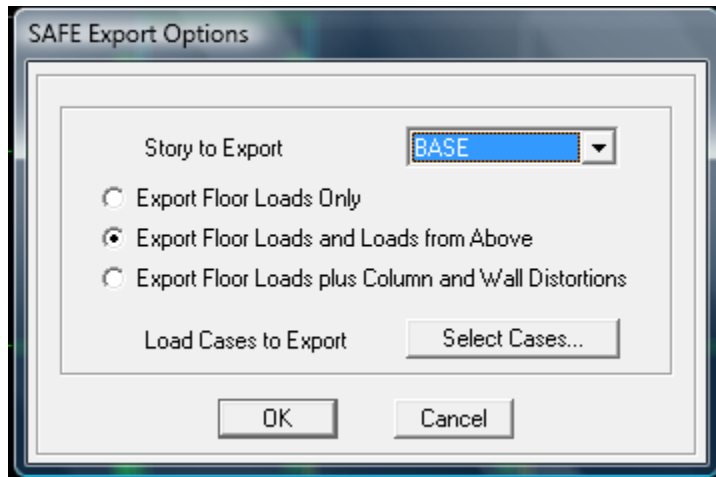 SAFE Export Options
Story to Export BASE
Export Floor Loads Only
Export Floor Loads and Loads from Above
Export Floor Loads plus Column and Wall Distortions
Load Cases to Export Select Cases...
OK Cancel